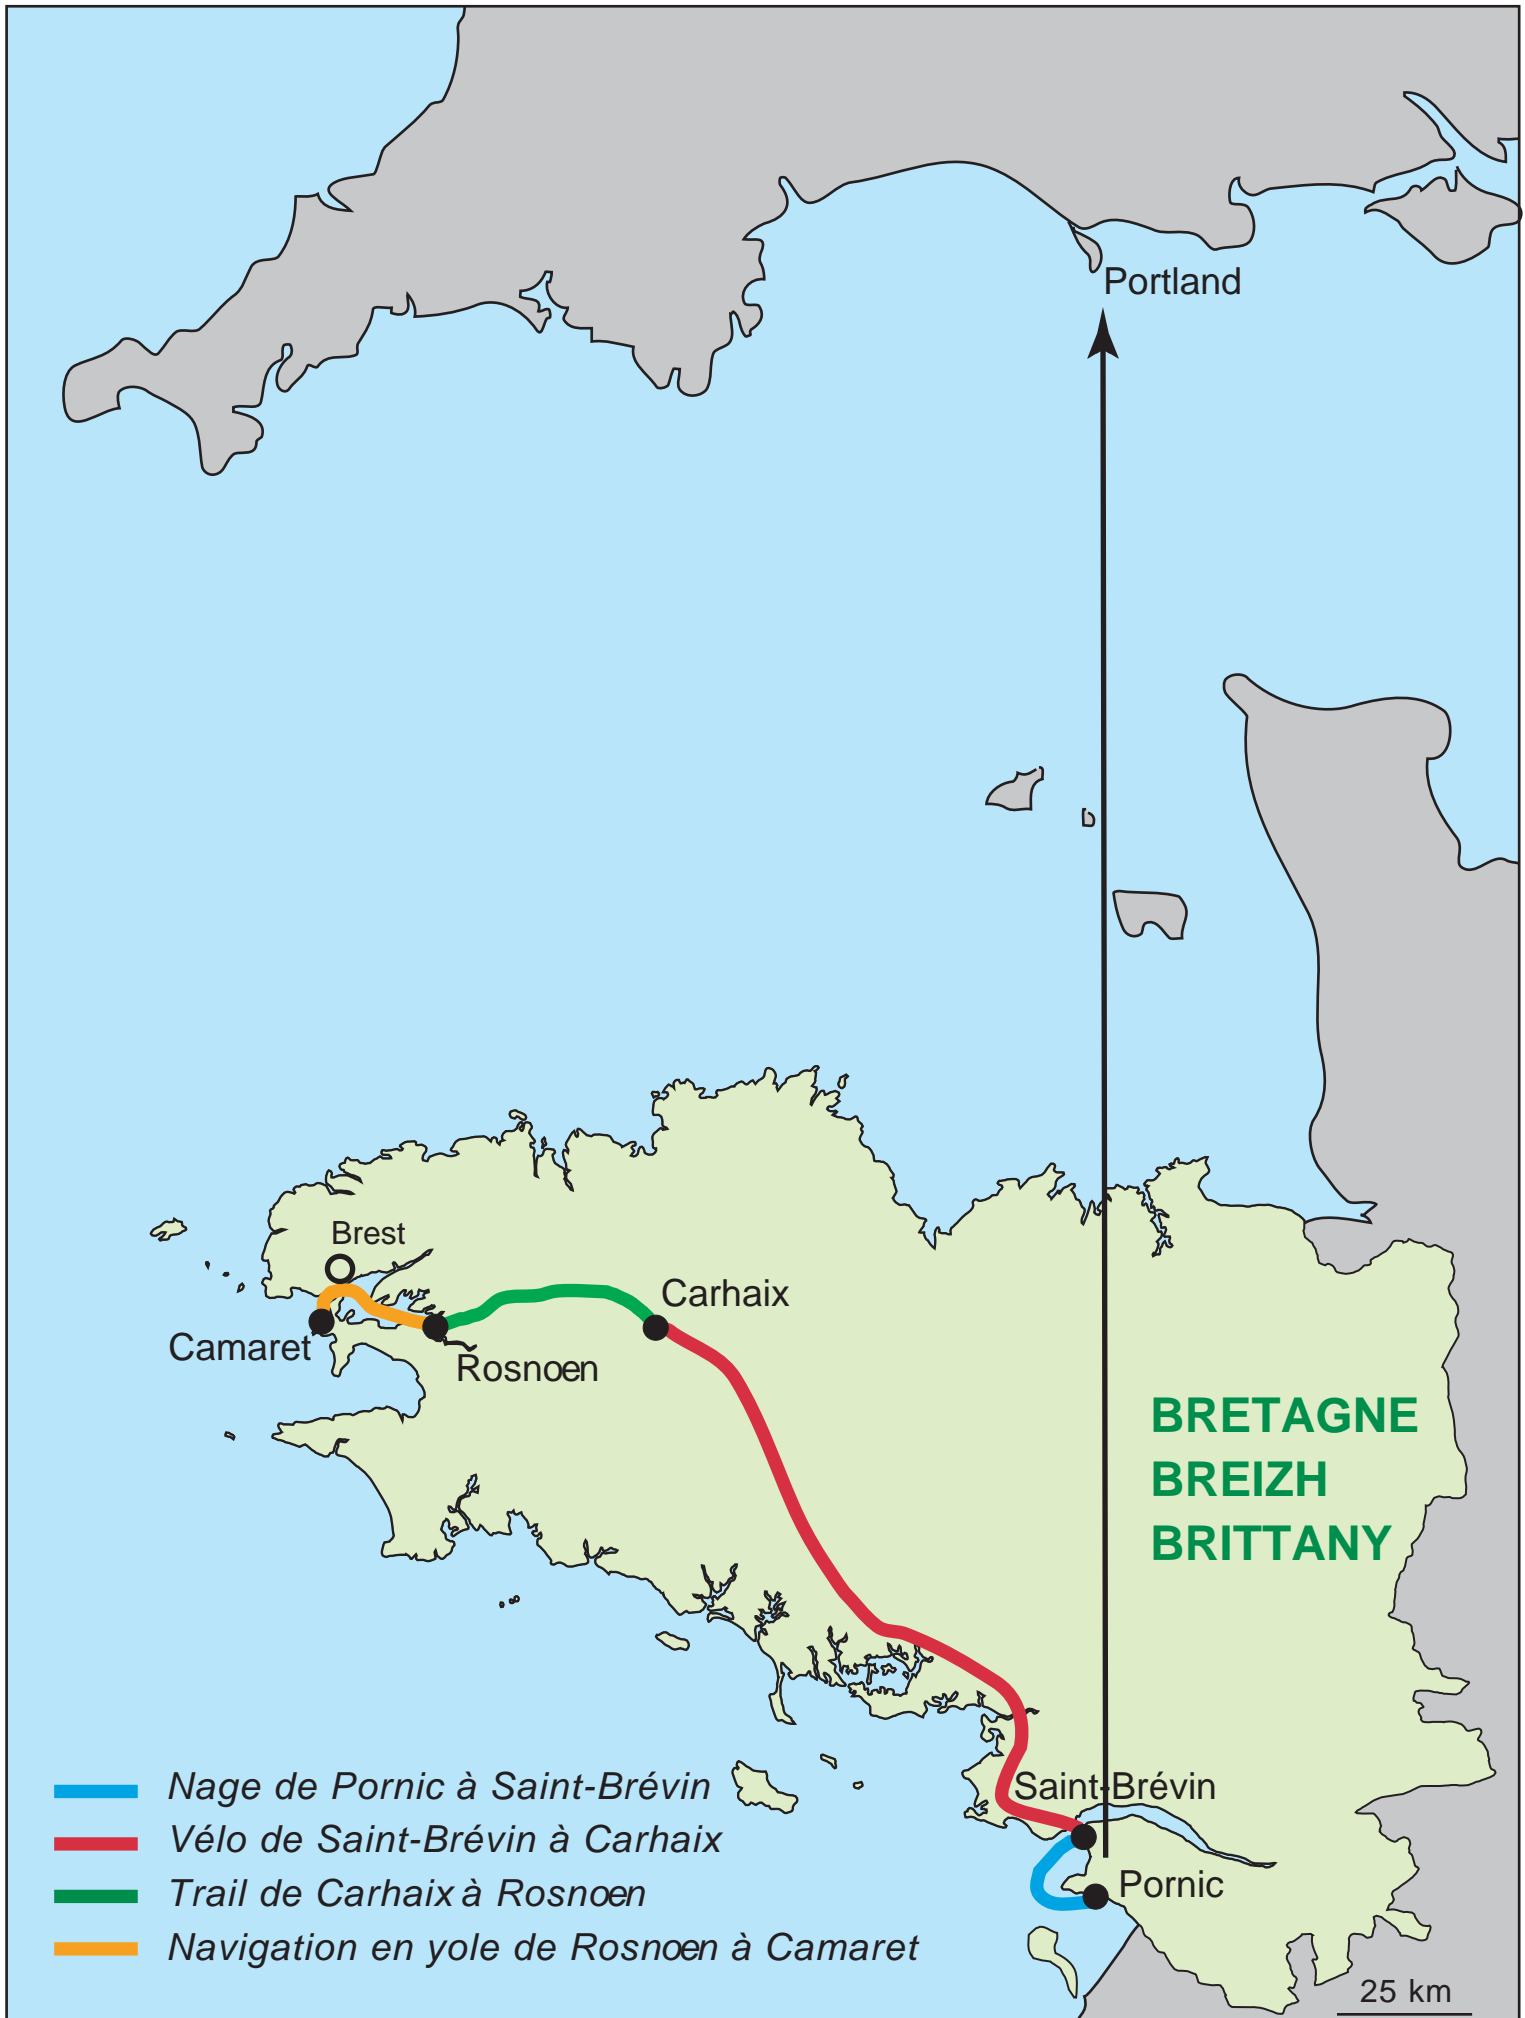 Portland
Brest
Carhaix
Camaret
Rosnoen
BRETAGNE
BREIZH
BRITTANY
Saint-Brévin
Pornic
Nage de Pornic à Saint-Brévin
Vélo de Saint-Brévin à Carhaix
Trail de Carhaix à Rosnoen
Navigation en yole de Rosnoen à Camaret
25 km